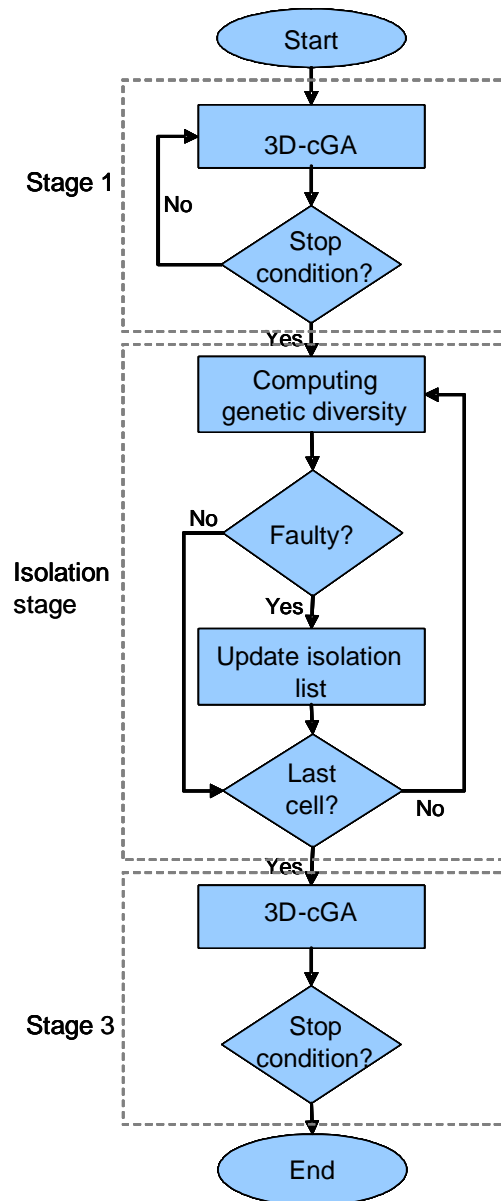 Start
Stage 1
3D-cGA
No
Stop
condition?
Yes
Computing
genetic diversity
No
Faulty?
Isolation
stage
Yes
Update isolation
list
Last
cell?
No
Yes
3D-cGA
Stage 3
Stop
condition?
End